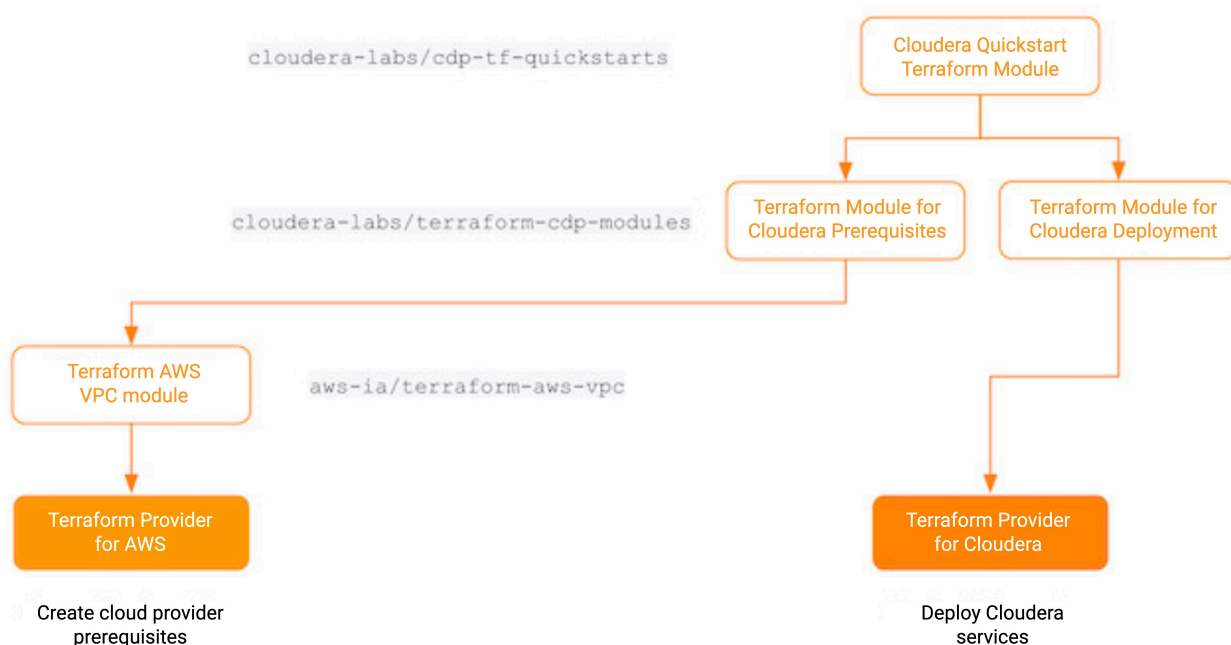 cloudera-labs/cdp-tf-quickstarts
Cloudera Quickstart
Terraform Module
cloudera-labs/terraform-cdp-modules
Terraform Module for
Cloudera Prerequisites
Terraform Module for
Cloudera Deployment
Terraform AWS
VPC module
aws-ia/terraform-aws-vpc
Terraform Provider
for AWS
Terraform Provider
for Cloudera
Create cloud provider
prerequisites
Deploy Cloudera
services